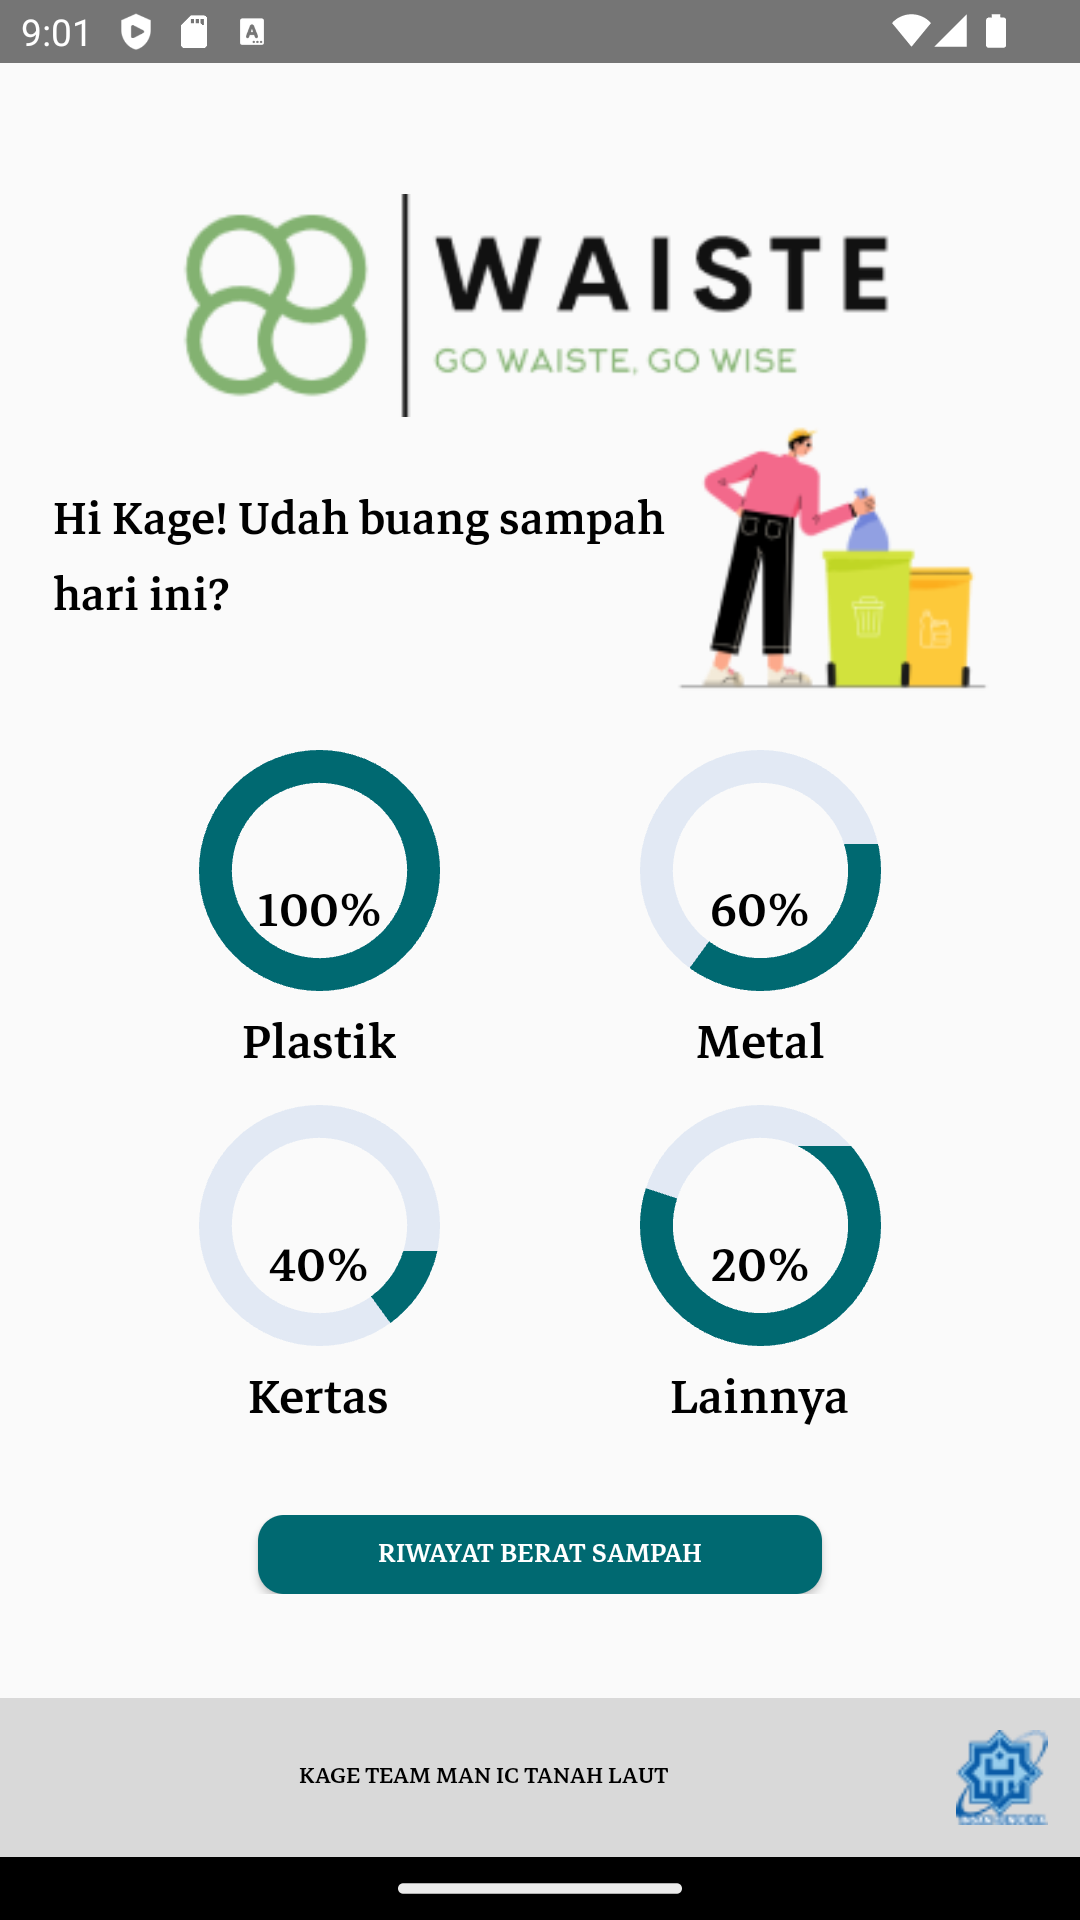 9:01
WAISTE
GO WAISTE, GO WISE
Hi Kage! Udah buang sampah
hari ini?
100%
60%
Plastik
Metal
40%
20%
Kertas
Lainnya
RIWAYAT BERAT SAMPAH
KAGE TEAM MAN IC TANAH LAUT